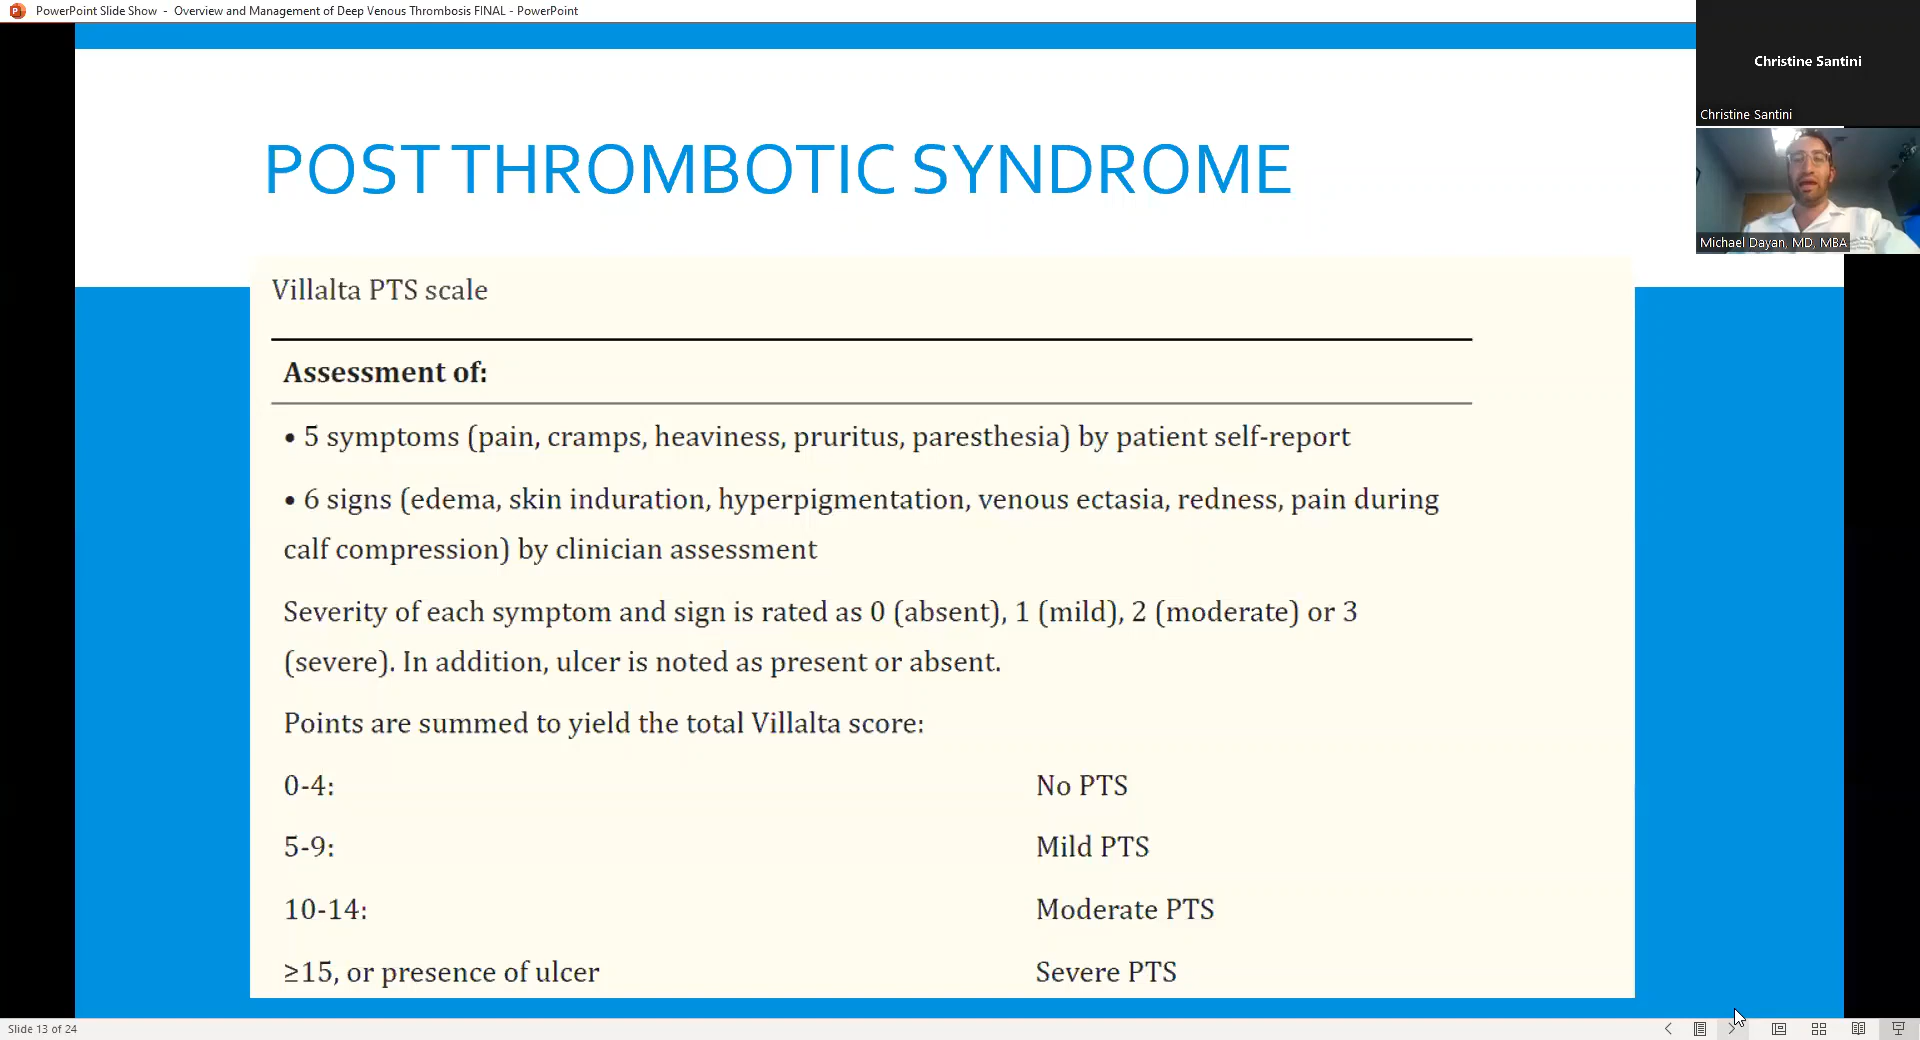 PowerPoint Slide Show - Overview and Management of Deep Venous Thrombosis FINAL - PowerPoint
Christine Santini
Christine Santini
Michael Dayan, MD, MBA
POST THROMBOTIC SYNDROME
Villalta PTS scale
Assessment of:
• 5 symptoms (pain, cramps, heaviness, pruritus, paresthesia) by patient self-report
• 6 signs (edema, skin induration, hyperpigmentation, venous ectasia, redness, pain during
calf compression) by clinician assessment
Severity of each symptom and sign is rated as 0 (absent), 1 (mild), 2 (moderate) or 3
(severe). In addition, ulcer is noted as present or absent.
Points are summed to yield the total Villalta score:
0-4: No PTS
5-9: Mild PTS
10-14: Moderate PTS
≥15, or presence of ulcer Severe PTS
Slide 13 of 24